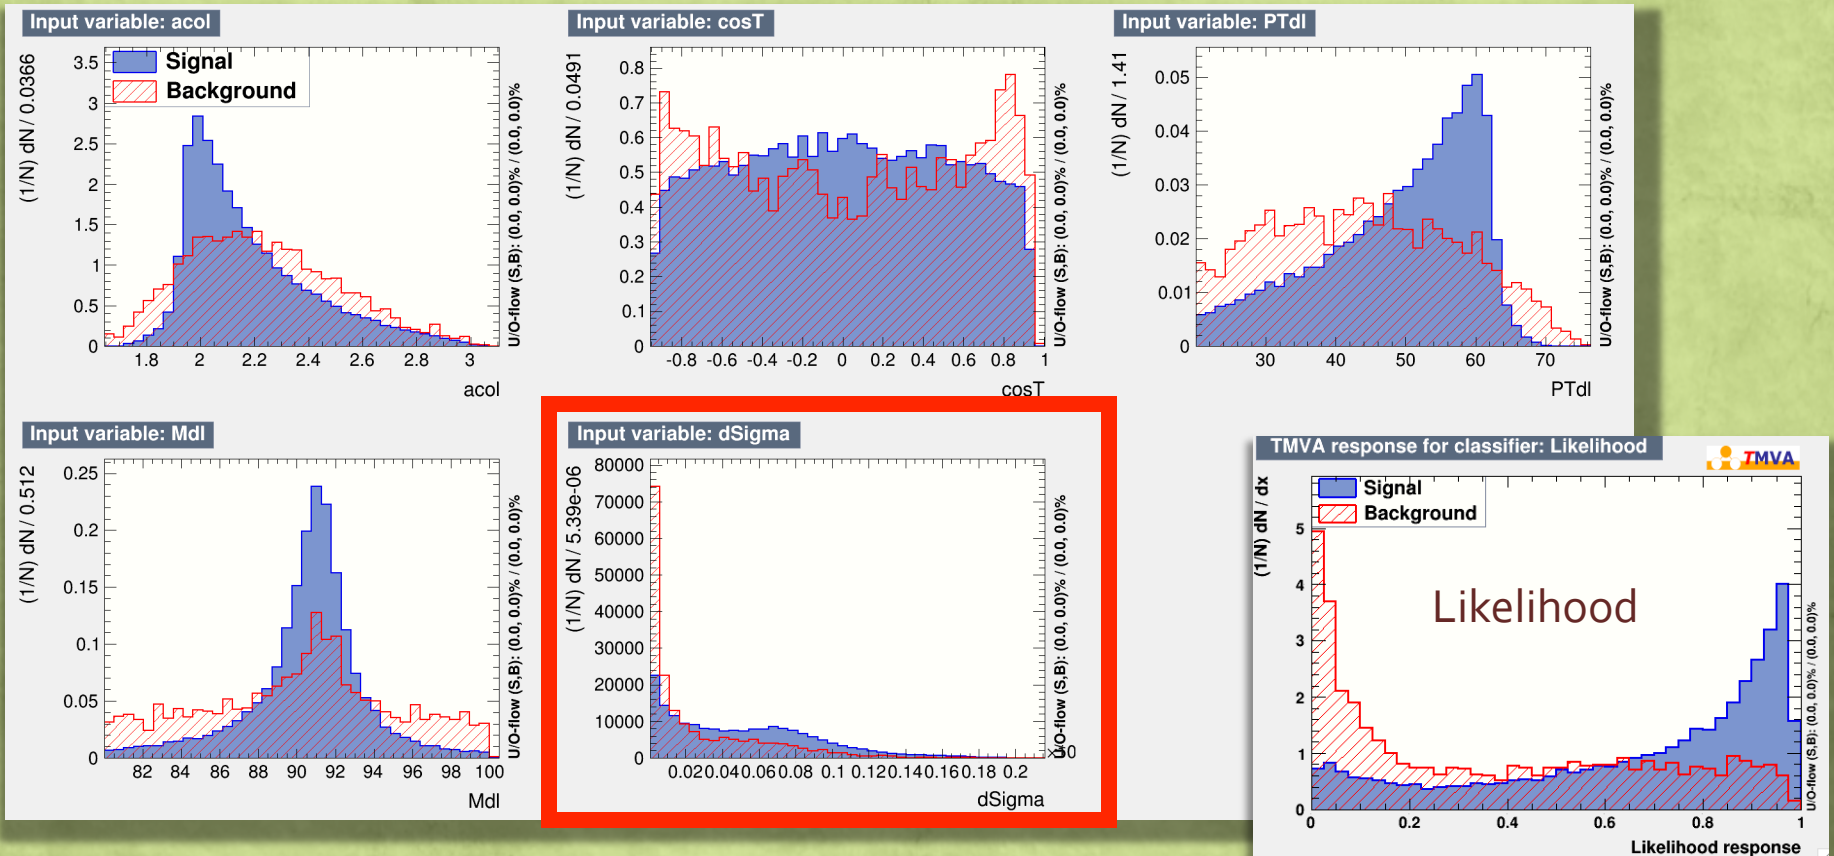 Input variable: acol
(1/N) dN / 0.0366
Signal
Background
3.5
3
2.5
2
1.5
1
0.5
0
1.8 2 2.2 2.4 2.6 2.8 3
acol
U/O-flow (S,B): (0.0, 0.0)% / (0.0, 0.0)%
Input variable: cosT
(1/N) dN / 0.0491
0.8
0.7
0.6
0.5
0.4
0.3
0.2
0.1
0
-0.8 -0.6 -0.4 -0.2 0 0.2 0.4 0.6 0.8 1
cosT
U/O-flow (S,B): (0.0, 0.0)% / (0.0, 0.0)%
Input variable: PTdl
(1/N) dN / 1.41
0.05
0.04
0.03
0.02
0.01
0
30 40 50 60 70
PTdl
U/O-flow (S,B): (0.0, 0.0)% / (0.0, 0.0)%
Input variable: Mdl
(1/N) dN / 0.512
0.25
0.2
0.15
0.1
0.05
0
82 84 86 88 90 92 94 96 98 100
Mdl
U/O-flow (S,B): (0.0, 0.0)% / (0.0, 0.0)%
Input variable: dSigma
(1/N) dN / 5.39e-06
80000
70000
60000
50000
40000
30000
20000
10000
0
0.02 0.04 0.06 0.08 0.1 0.12 0.14 0.16 0.18 0.2
dSigma
O-flow (S,B): (0.0, 0.0)% / (0.0, 0.0)%
TMVA response for classifier: Likelihood
TMVA
(1/N) dN / dx
Signal
Background
Likelihood
5
4
3
2
1
0
0 0.2 0.4 0.6 0.8 1
Likelihood response
U/O-flow (S,B): (0.0, 0.0)% / (0.0, 0.0)%